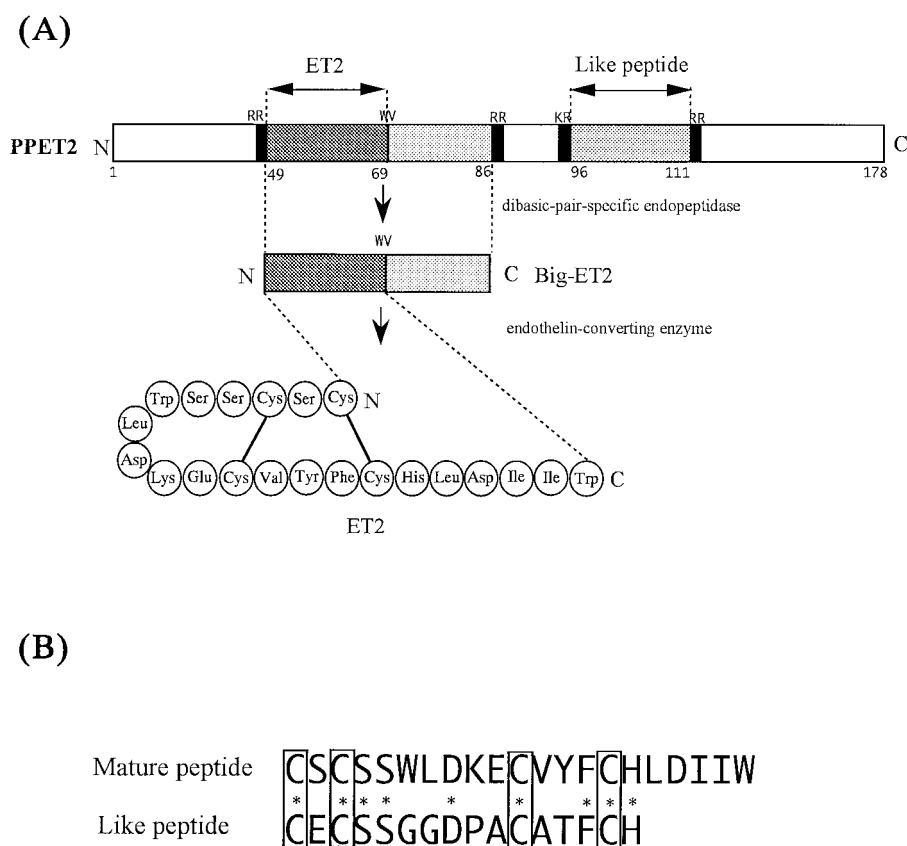 (A)
ET2
Like peptide
RR WV RR KR RR
PPET2 N C
1 49 69 86 96 111 178
dibasic-pair-specific endopeptidase
WV
N C Big-ET2
endothelin-converting enzyme
Trp Ser Ser Cys Ser Cys N
Leu
Asp
Lys Glu Cys Val Tyr Phe Cys His Leu Asp Ile Ile Trp C
ET2
(B)
Mature peptide CSCSSWLDKECVYFCHLDIIW
* * * * * * * * *
Like peptide CECSSGGDPACATFCH